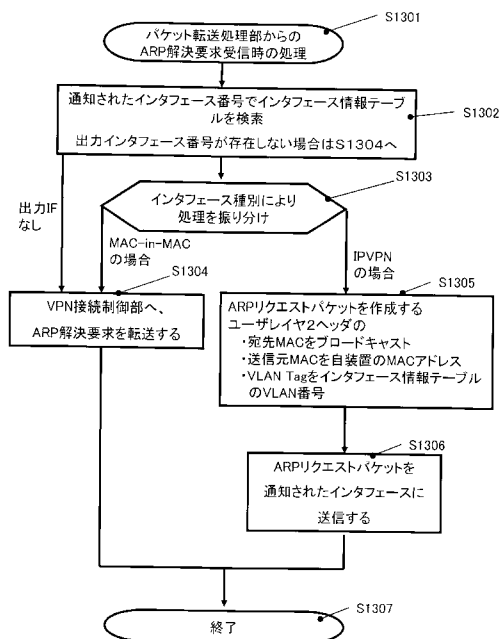 S1301
パケット転送処理部からの
ARP解決要求受信時の処理
S1302
通知されたインタフェース番号でインタフェース情報テーブ
ルを検索
出力インタフェース番号が存在しない場合はS1304へ
S1303
インタフェース種別により
処理を振り分け
出力IF
なし
MAC-in-MAC
の場合
IPVPN
の場合
S1304
VPN接続制御部へ、
ARP解決要求を転送する
S1305
ARPリクエストパケットを作成する
ユーザレイヤ2ヘッダの
・宛先MACをブロードキャスト
・送信元MACを自装置のMACアドレス
・VLAN Tagをインタフェース情報テーブル
のVLAN番号
S1306
ARPリクエストパケットを
通知されたインタフェースに
送信する
S1307
終了